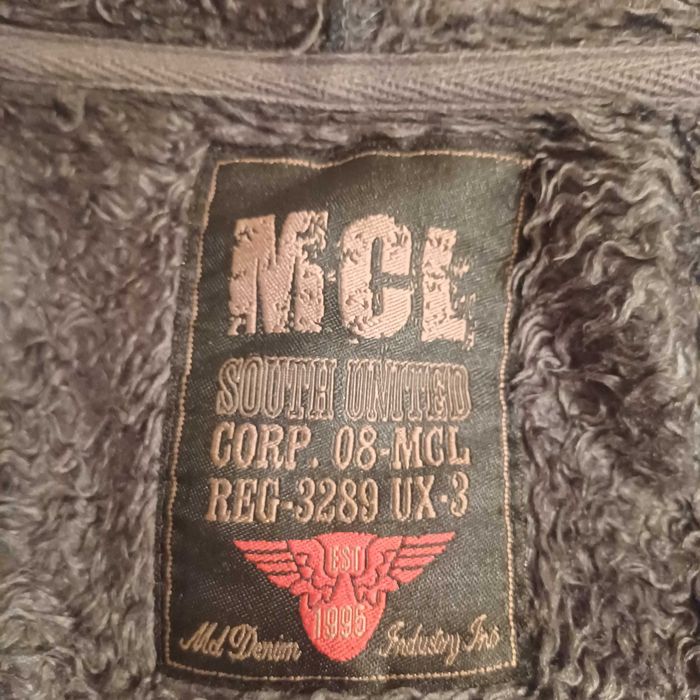 MCL
SOUTH UNITED
CORP. 08-MCL
REG-3289 UX-3
EST
1995
Mcl Denim Industry Inc